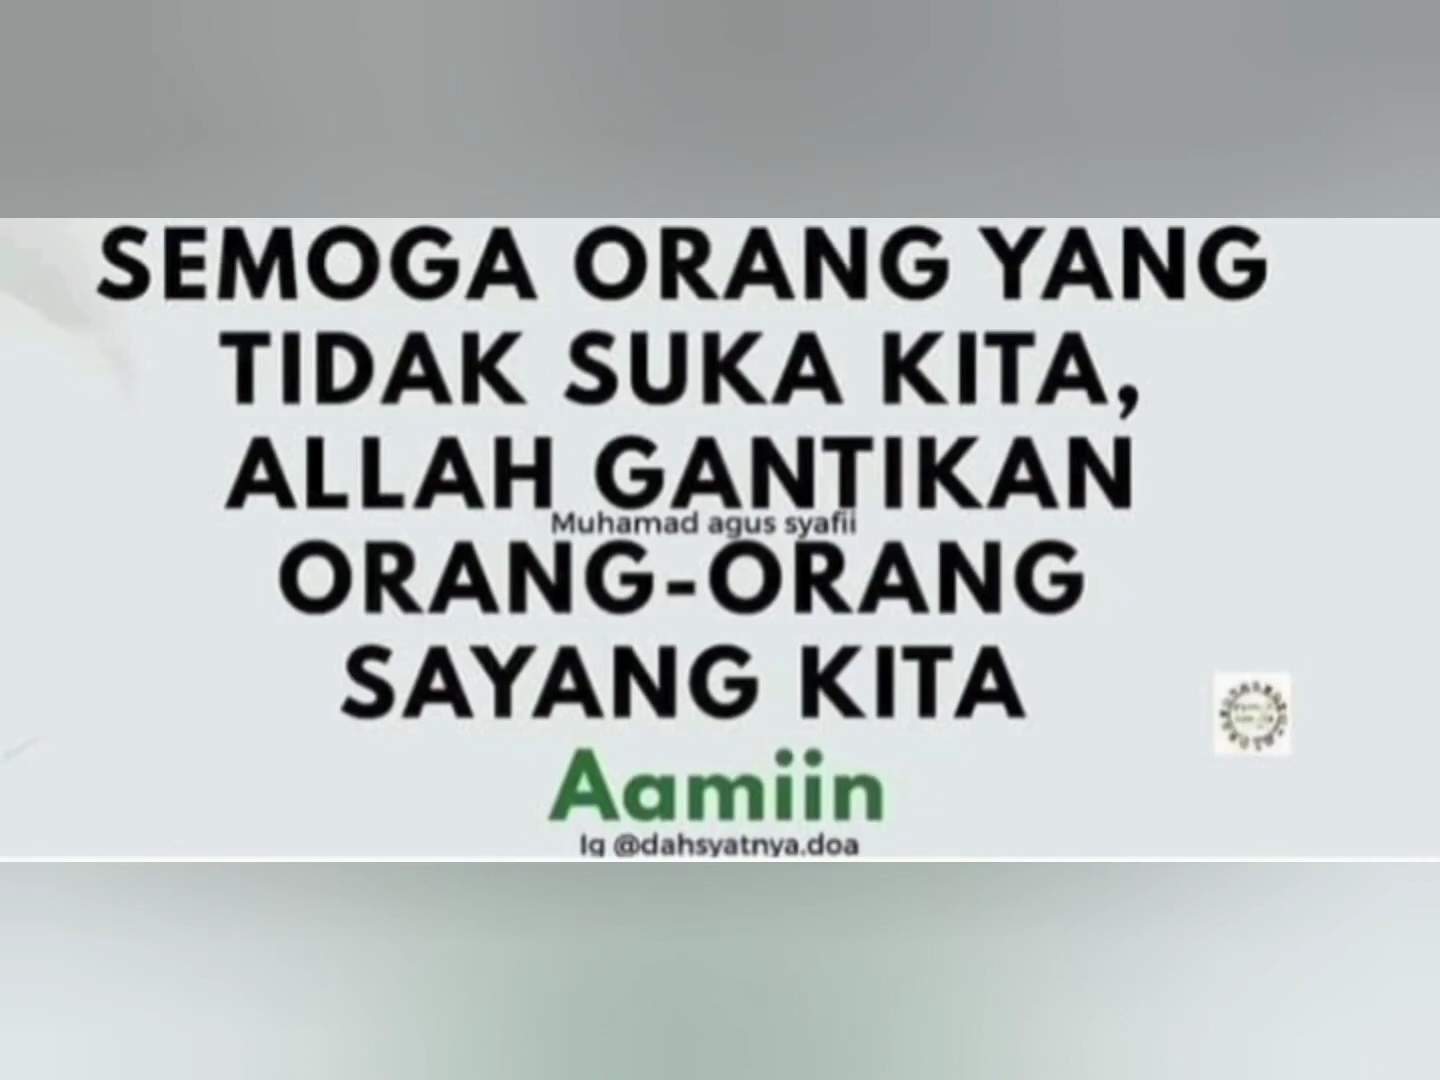 SEMOGA ORANG YANG
TIDAK SUKA KITA,
ALLAH GANTIKAN
Muhamad agus syafii
ORANG-ORANG
SAYANG KITA
Aamiin
Ig @dahsyatnya.doa